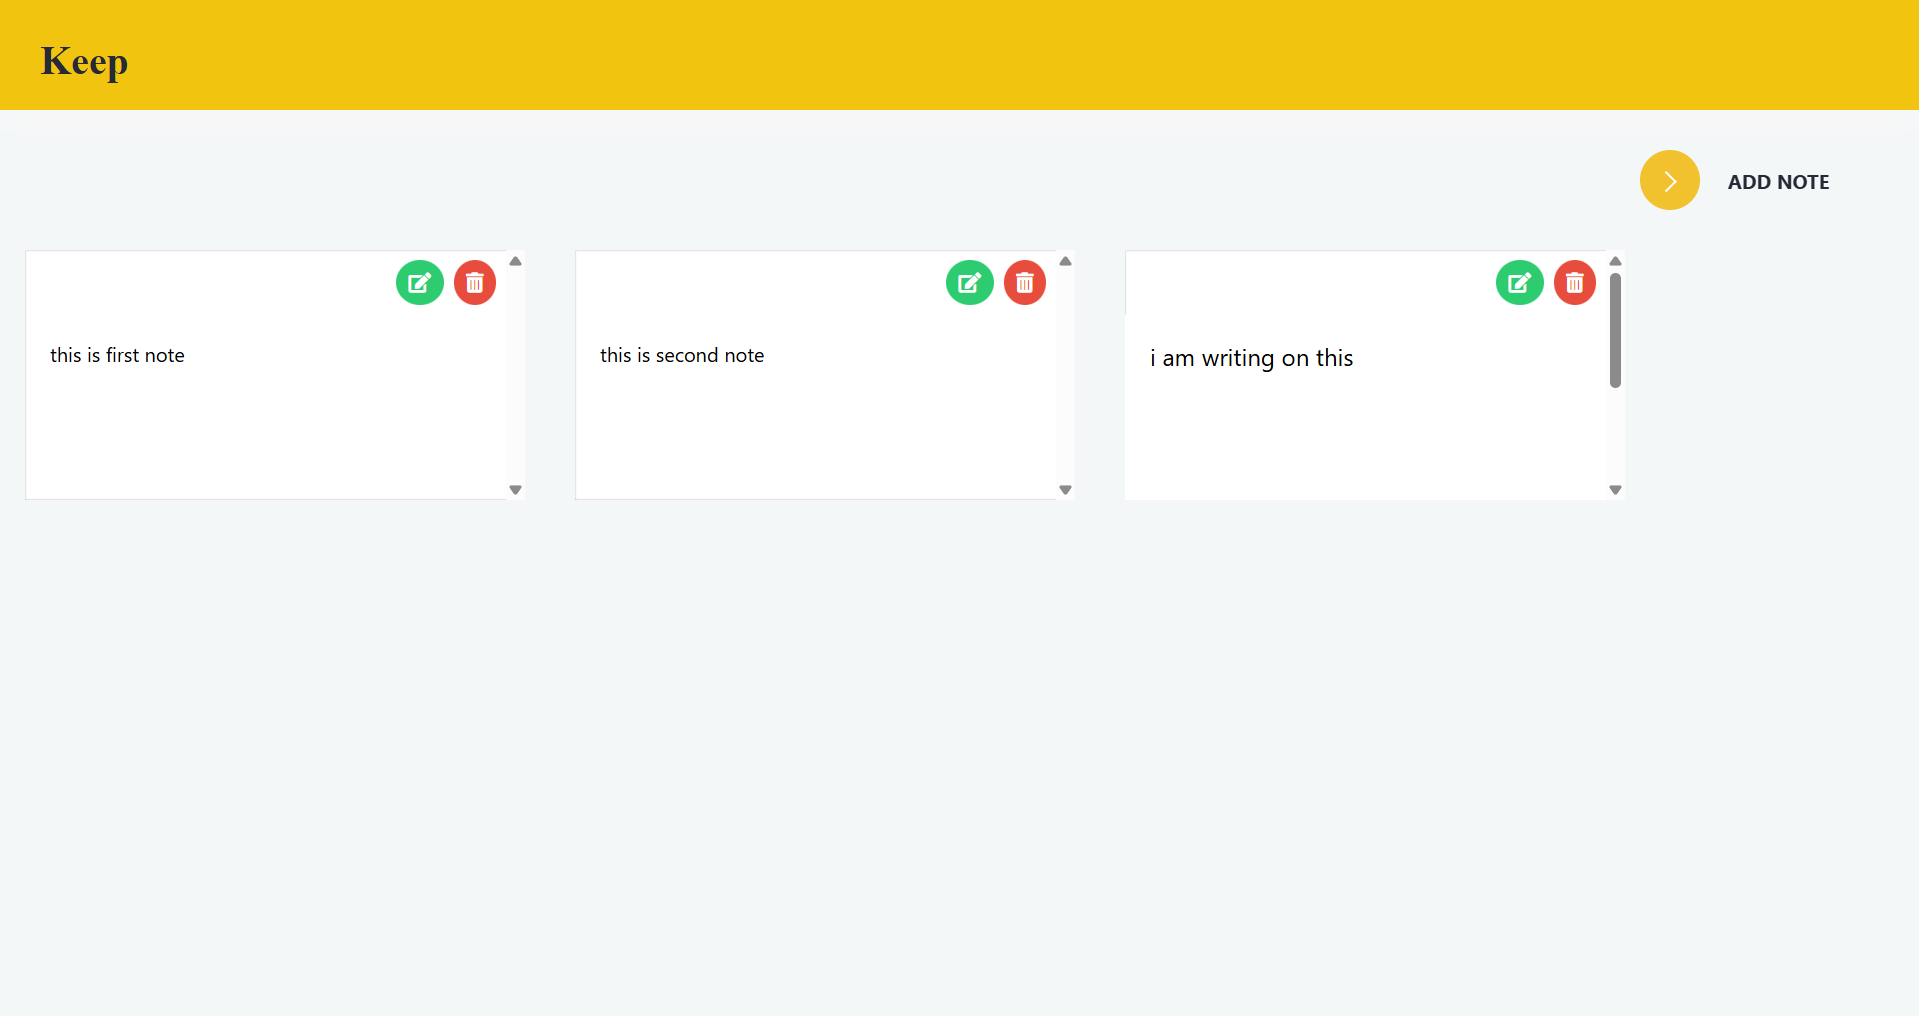 Keep
ADD NOTE
this is first note
this is second note
i am writing on this